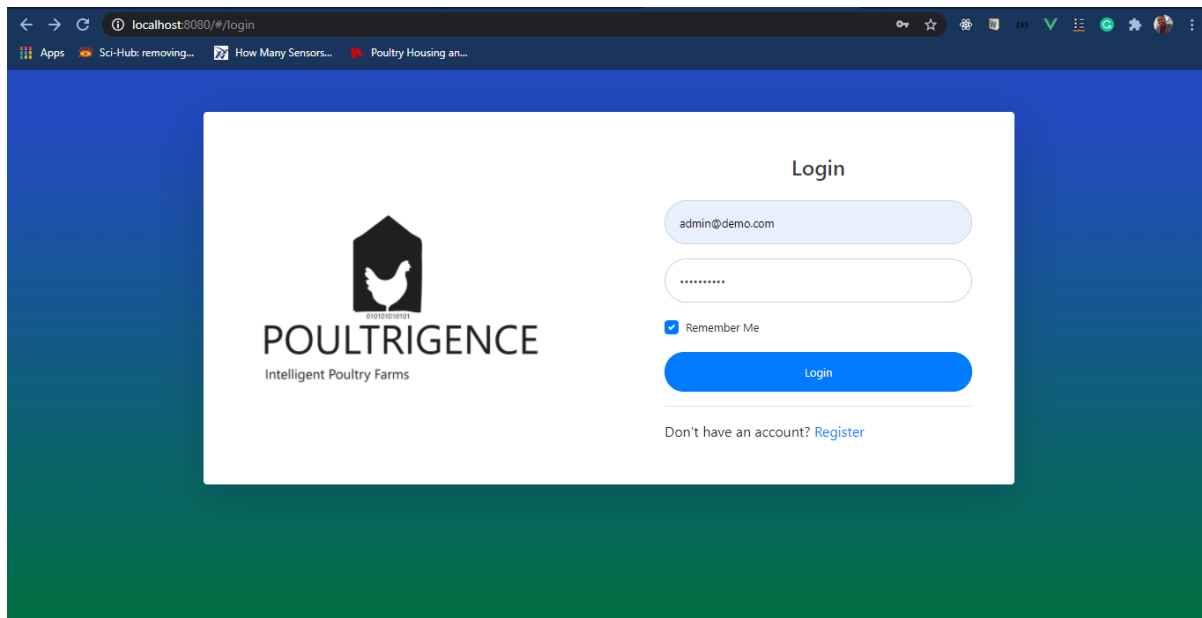 localhost:8080/#/login
Apps Sci-Hub: removing... How Many Sensors... Poultry Housing an...
010101010101
POULTRIGENCE
Intelligent Poultry Farms
Login
admin@demo.com
••••••••••
Remember Me
Login
Don't have an account? Register